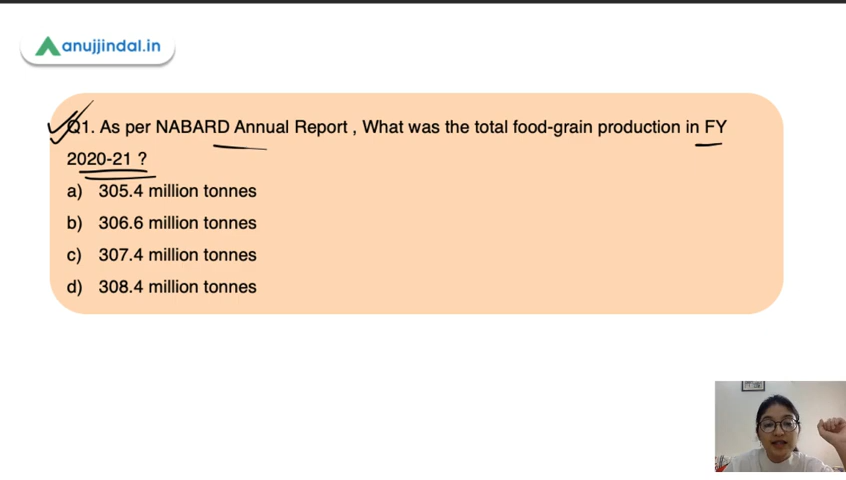 anujjindal.in
Q1. As per NABARD Annual Report , What was the total food-grain production in FY
2020-21 ?
a) 305.4 million tonnes
b) 306.6 million tonnes
c) 307.4 million tonnes
d) 308.4 million tonnes